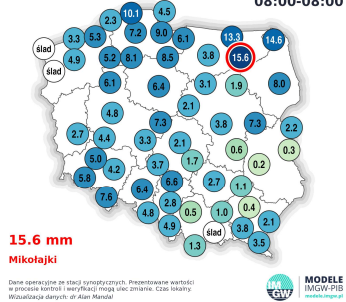 08:00-08:00
10.1 4.5
2.3
3.3 5.3 7.2 9.0 6.1 13.3 14.6
ślad
4.9 5.2 8.1 8.5 3.8 15.6
ślad
6.1 6.4 3.1 1.9 8.0
2.1
4.8
2.7 4.4 7.3 3.8 7.3 2.2
3.3 2.1
0.6 0.3
5.0 4.2 3.7 1.7 0.2
5.8
7.6 6.4 6.6 2.7 1.1
2.8
4.8 0.5 1.0 0.4
4.9 ślad 3.8 2.1
1.3 3.5
15.6 mm
Mikołajki
Dane operacyjne ze stacji synoptycznych. Prezentowane wartości
w procesie kontroli i weryfikacji mogą ulec zmianie. Czas lokalny.
Wizualizacja danych: dr Alan Mandal
IM
GW
MODELE
IMGW-PIB